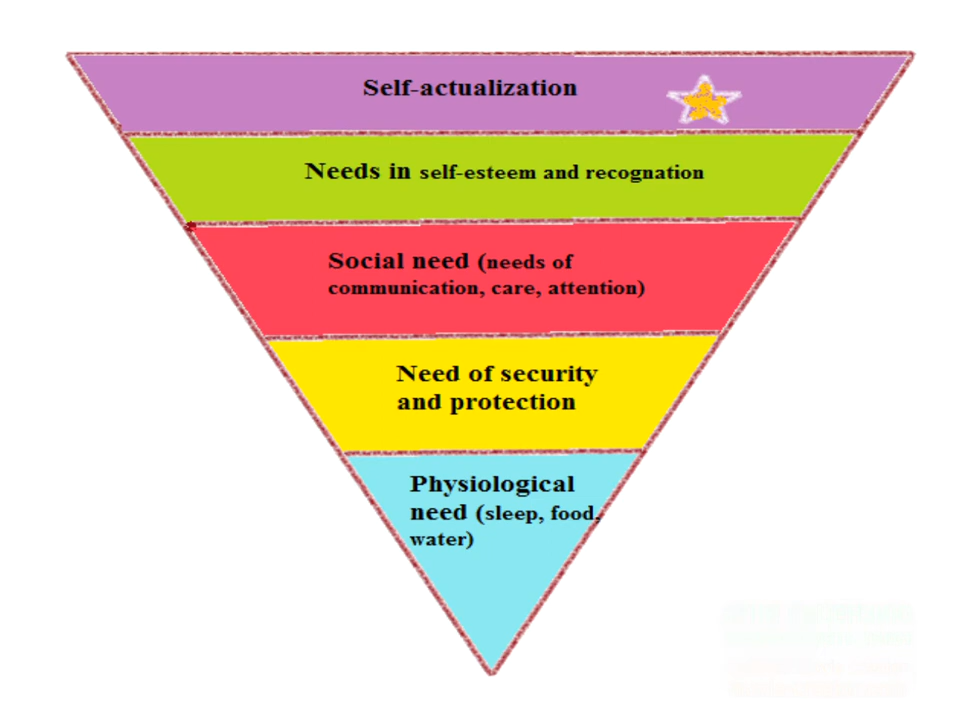 Self-actualization
Needs in self-esteem and recognation
Social need (needs of
communication, care, attention)
Need of security
and protection
Physiological
need (sleep, food,
water)